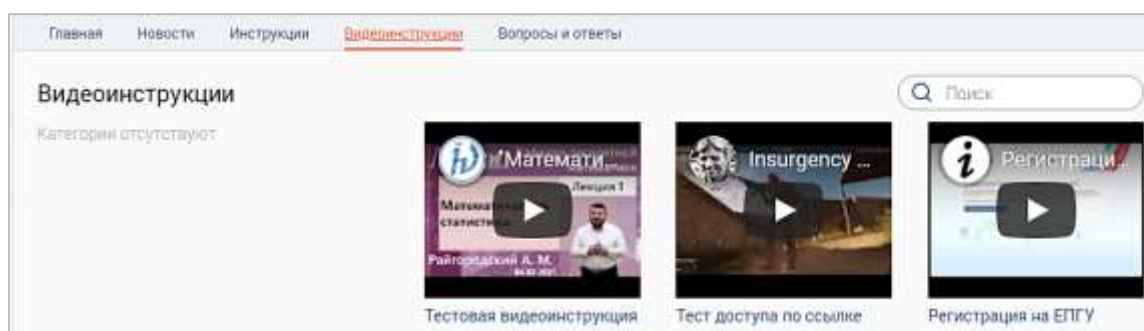 Главная Новости Инструкции Видеоинструкции Вопросы и ответы
Видеоинструкции
Поиск
Категории отсутствуют
"Математи...
Лекция 1
статистика
Райгородский А. М.
Insurgency ...
Регистраци...
Тестовая видеоинструкция
Тест доступа по ссылке
Регистрация на ЕПГУ